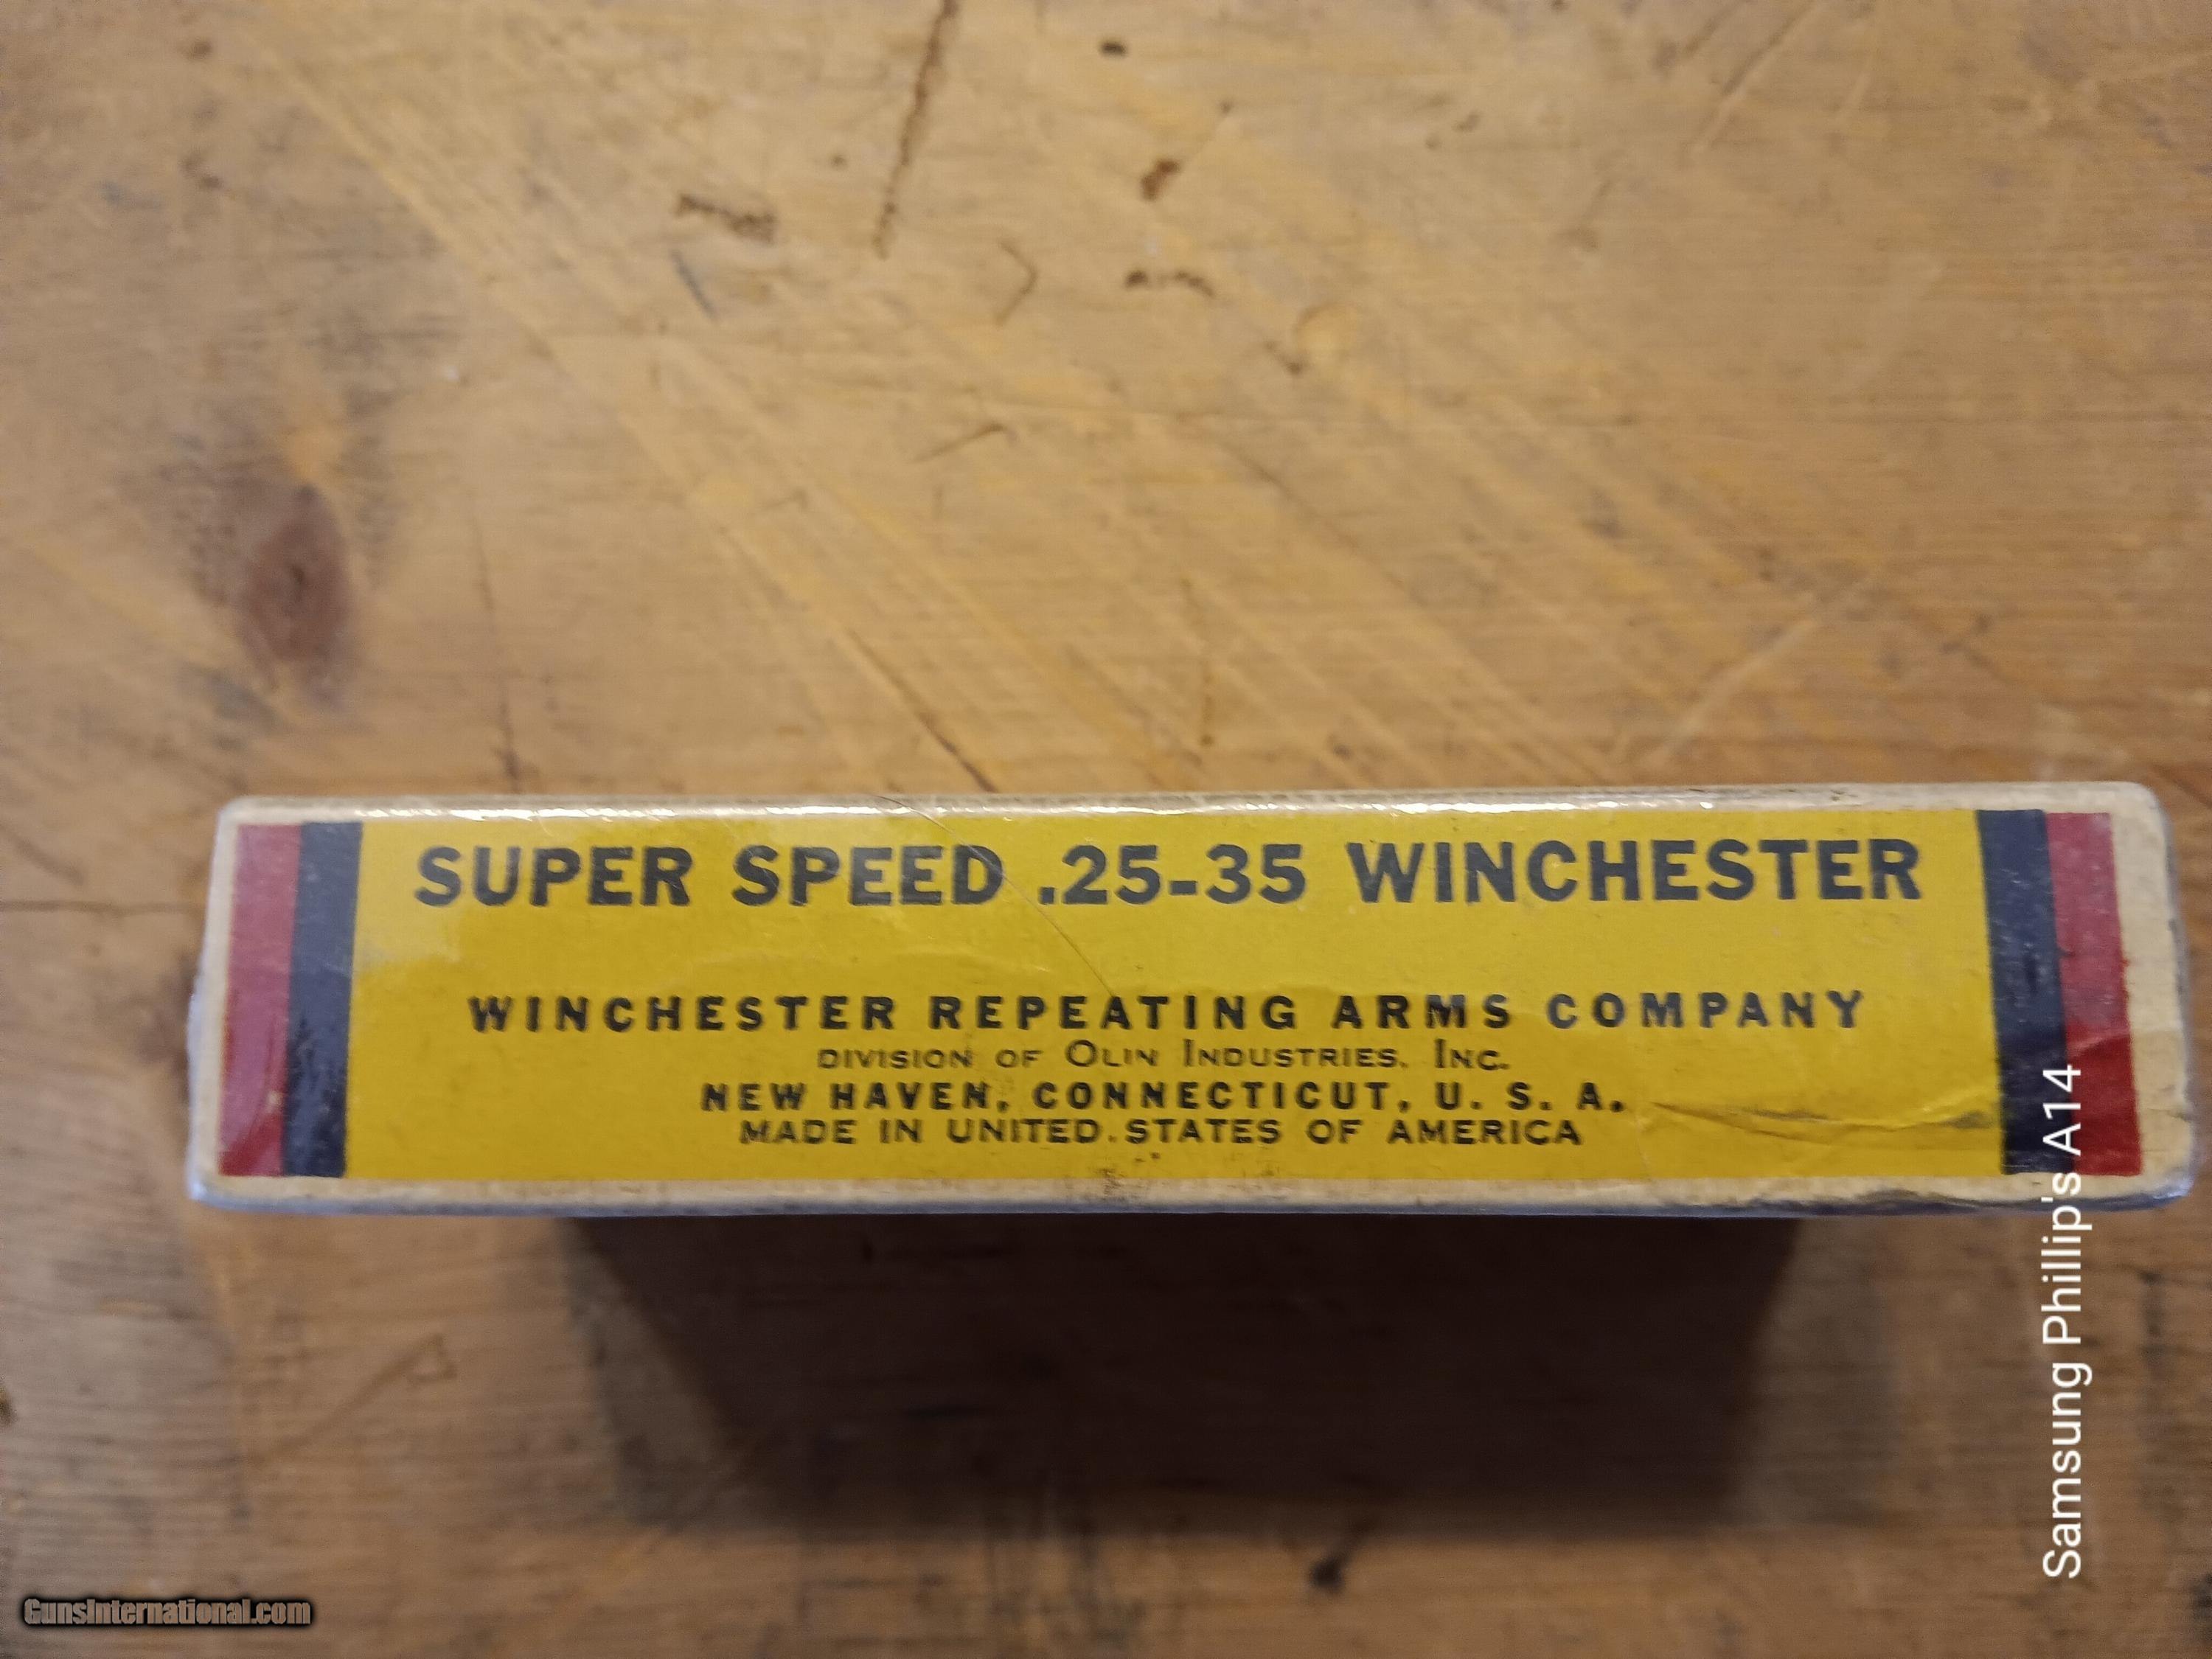 SUPER SPEED .25-35 WINCHESTER
WINCHESTER REPEATING ARMS COMPANY
DIVISION OF OLIN INDUSTRIES, INC.
NEW HAVEN, CONNECTICUT, U. S. A.
MADE IN UNITED STATES OF AMERICA
Samsung Phillip's A14
GunsInternational.com